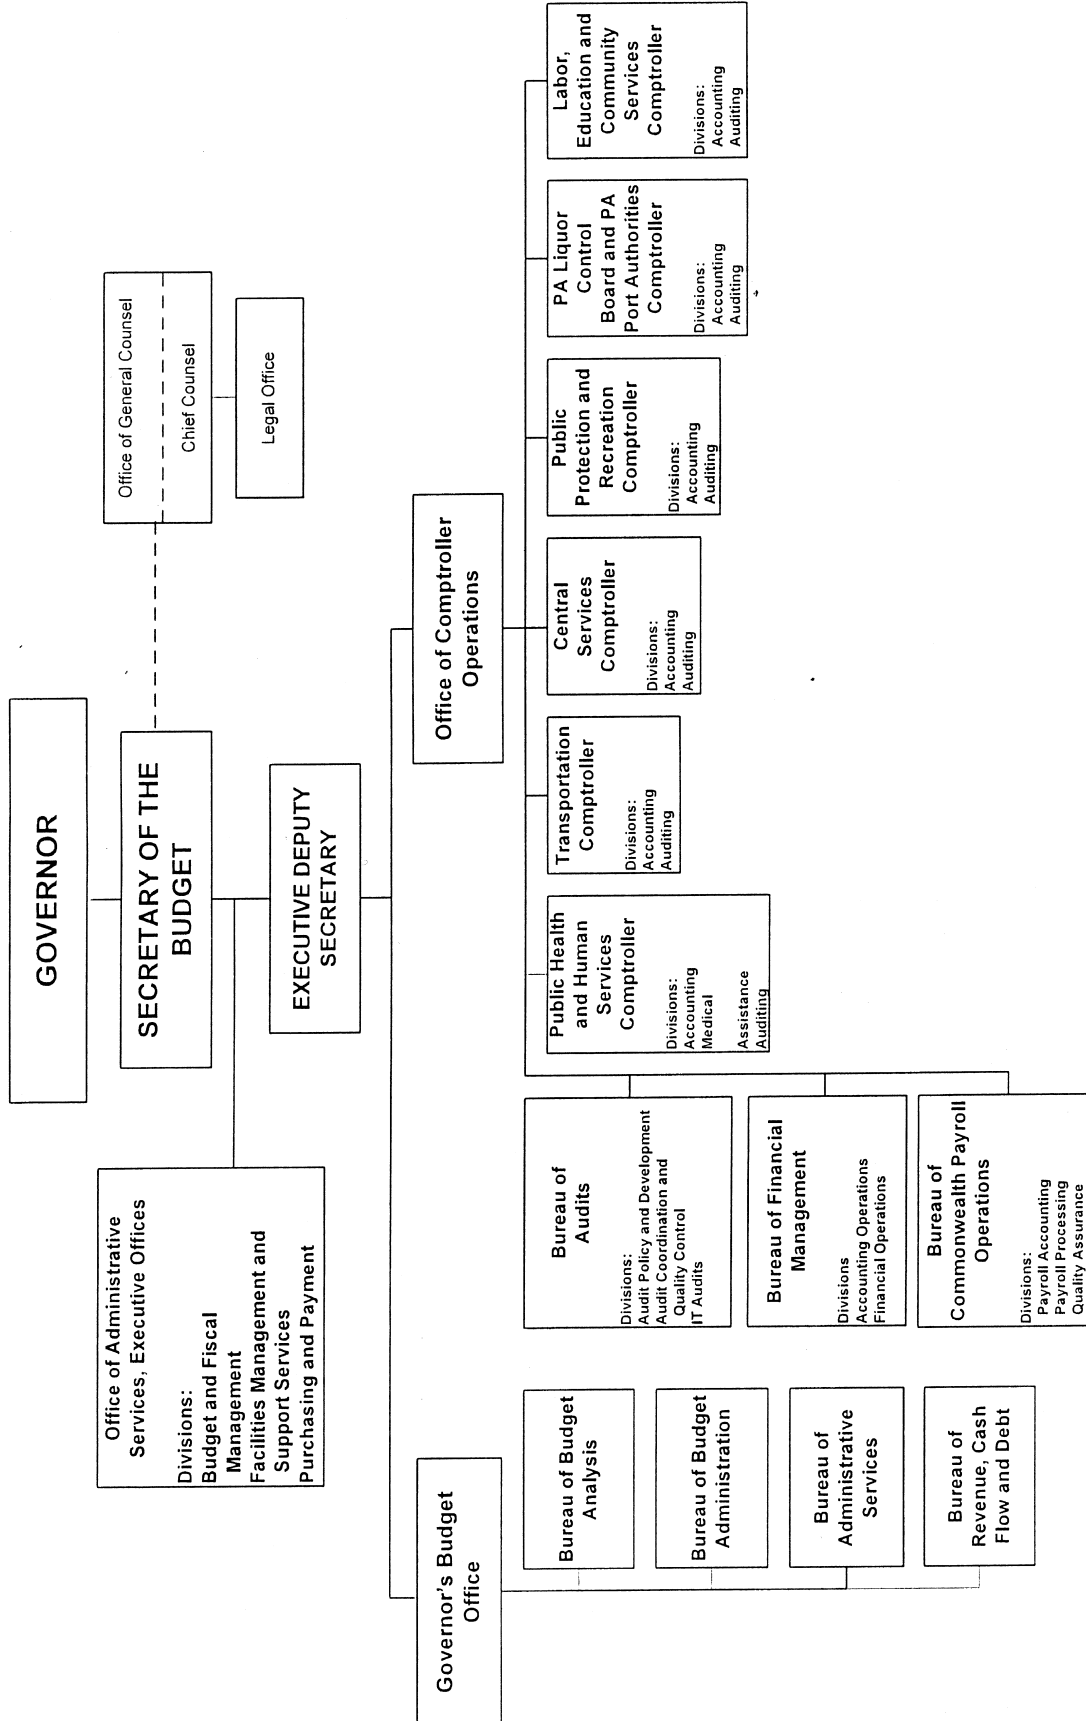 GOVERNOR
SECRETARY OF THE
BUDGET
Office of General Counsel
Chief Counsel
Legal Office
Office of Administrative
Services, Executive Offices
Divisions:
Budget and Fiscal
Management
Facilities Management and
Support Services
Purchasing and Payment
EXECUTIVE DEPUTY
SECRETARY
Governor's Budget
Office
Office of Comptroller
Operations
Bureau of Budget
Analysis
Bureau of Budget
Administration
Bureau of
Administrative
Services
Bureau of
Revenue, Cash
Flow and Debt
Bureau of
Audits
Divisions:
Audit Policy and Development
Audit Coordination and
Quality Control
IT Audits
Bureau of Financial
Management
Divisions
Accounting Operations
Financial Operations
Bureau of
Commonwealth Payroll
Operations
Divisions:
Payroll Accounting
Payroll Processing
Quality Assurance
Public Health
and Human
Services
Comptroller
Divisions:
Accounting
Medical
Assistance
Auditing
Transportation
Comptroller
Divisions:
Accounting
Auditing
Central
Services
Comptroller
Divisions:
Accounting
Auditing
Public
Protection and
Recreation
Comptroller
Divisions:
Accounting
Auditing
PA Liquor
Control
Board and PA
Port Authorities
Comptroller
Divisions:
Accounting
Auditing
Labor,
Education and
Community
Services
Comptroller
Divisions:
Accounting
Auditing